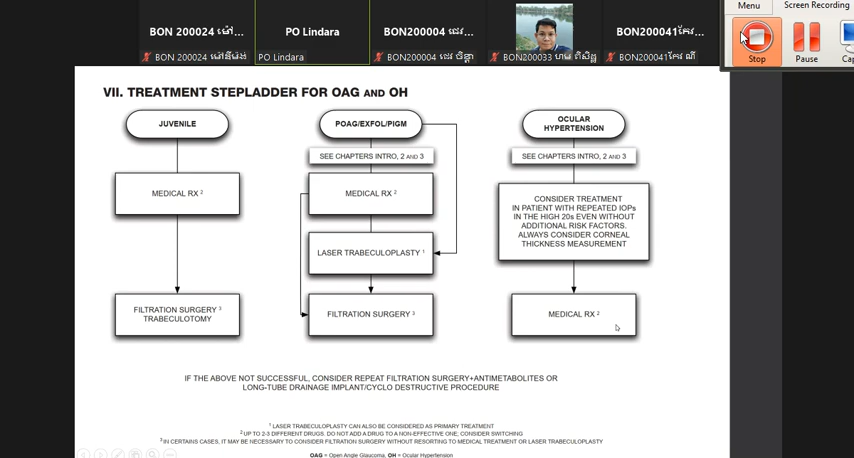 Menu
Screen Recording
Stop
Pause
PO Lindara
BON 200024
PO Lindara
BON200004
BON200033
BON200041
VII. TREATMENT STEPLADDER FOR OAG AND OH
JUVENILE
MEDICAL RX 2
FILTRATION SURGERY 3
TRABECULOTOMY
POAG/EXFOL/PIGM
SEE CHAPTERS INTRO, 2 AND 3
MEDICAL RX 2
LASER TRABECULOPLASTY 1
FILTRATION SURGERY 3
OCULAR
HYPERTENSION
SEE CHAPTERS INTRO, 2 AND 3
CONSIDER TREATMENT
IN PATIENT WITH REPEATED IOPs
IN THE HIGH 20s EVEN WITHOUT
ADDITIONAL RISK FACTORS.
ALWAYS CONSIDER CORNEAL
THICKNESS MEASUREMENT
MEDICAL RX 2
IF THE ABOVE NOT SUCCESSFUL, CONSIDER REPEAT FILTRATION SURGERY+ANTIMETABOLITES OR
LONG-TUBE DRAINAGE IMPLANT/CYCLO DESTRUCTIVE PROCEDURE
1 LASER TRABECULOPLASTY CAN ALSO BE CONSIDERED AS PRIMARY TREATMENT
2 UP TO 2-3 DIFFERENT DRUGS. DO NOT ADD A DRUG TO A NON-EFFECTIVE ONE; CONSIDER SWITCHING
3 IN CERTAINS CASES, IT MAY BE NECESSARY TO CONSIDER FILTRATION SURGERY WITHOUT RESORTING TO MEDICAL TREATMENT OR LASER TRABECULOPLASTY
OAG = Open Angle Glaucoma, OH = Ocular Hypertension